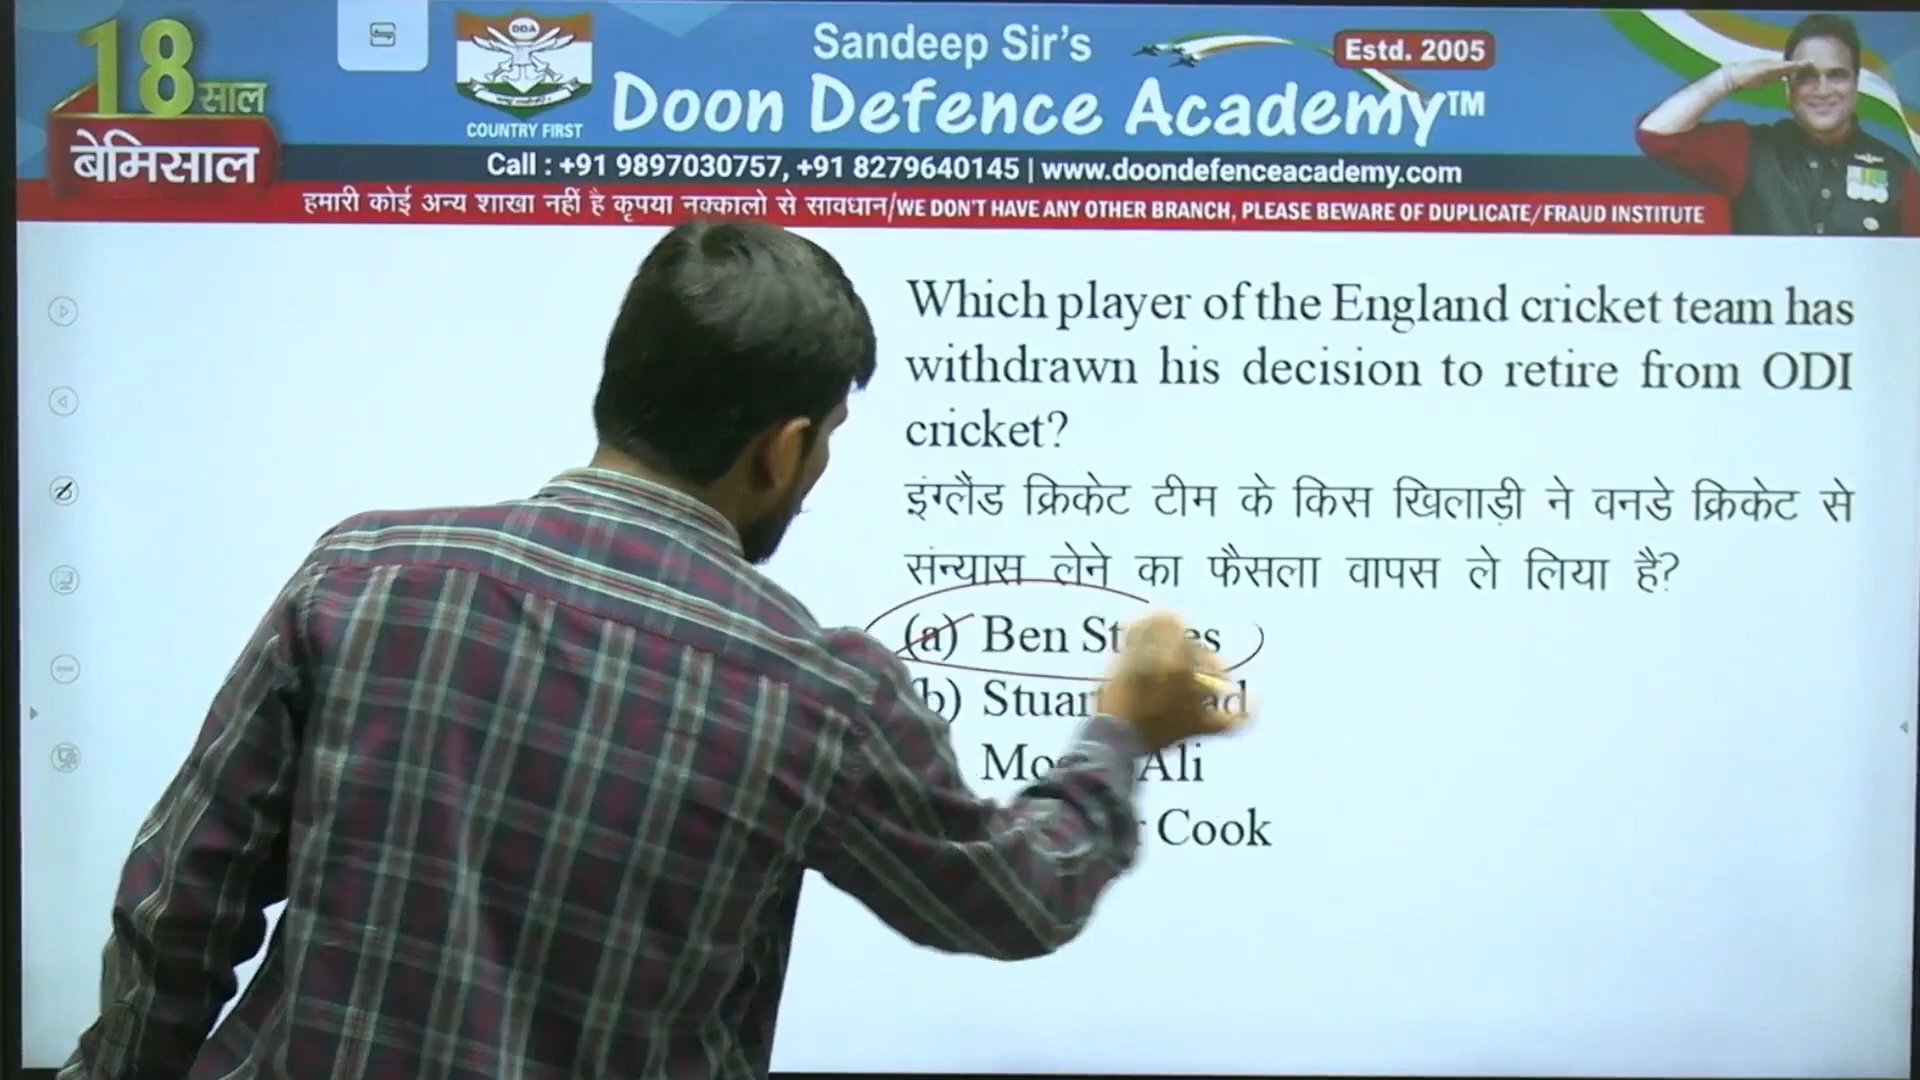 18 साल
बेमिसाल
DDA
COUNTRY FIRST
Sandeep Sir's
Estd. 2005
Doon Defence Academy™
Call : +91 9897030757, +91 8279640145 | www.doondefenceacademy.com
हमारी कोई अन्य शाखा नहीं है कृपया नक्कालो से सावधान/WE DON'T HAVE ANY OTHER BRANCH, PLEASE BEWARE OF DUPLICATE/FRAUD INSTITUTE
Which player of the England cricket team has
withdrawn his decision to retire from ODI
cricket?
इंग्लैंड क्रिकेट टीम के किस खिलाड़ी ने वनडे क्रिकेट से
संन्यास लेने का फैसला वापस ले लिया है?
(a) Ben
(b)
Ali
Cook